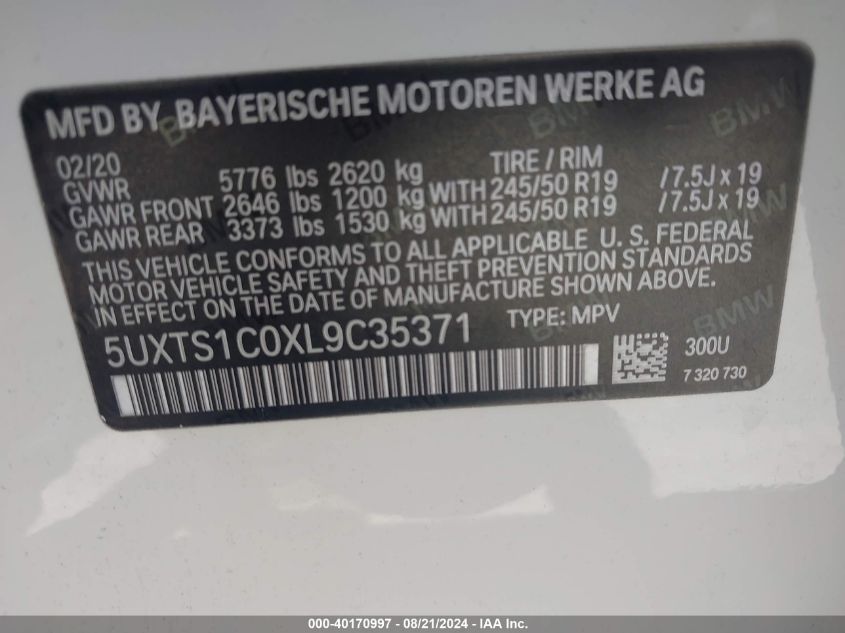 MFD BY BAYERISCHE MOTOREN WERKE AG
02/20 TIRE / RIM
GVWR 5776 lbs 2620 kg
GAWR FRONT 2646 lbs 1200 kg WITH 245/50 R19 /7.5J x 19
GAWR REAR 3373 lbs 1530 kg WITH 245/50 R19 /7.5J x 19
THIS VEHICLE CONFORMS TO ALL APPLICABLE U. S. FEDERAL
MOTOR VEHICLE SAFETY AND THEFT PREVENTION STANDARDS
IN EFFECT ON THE DATE OF MANUFACTURE SHOWN ABOVE.
5UXTS1C0XL9C35371 TYPE: MPV
300U
7 320 730
000-40170997 - 08/21/2024 - IAA Inc.